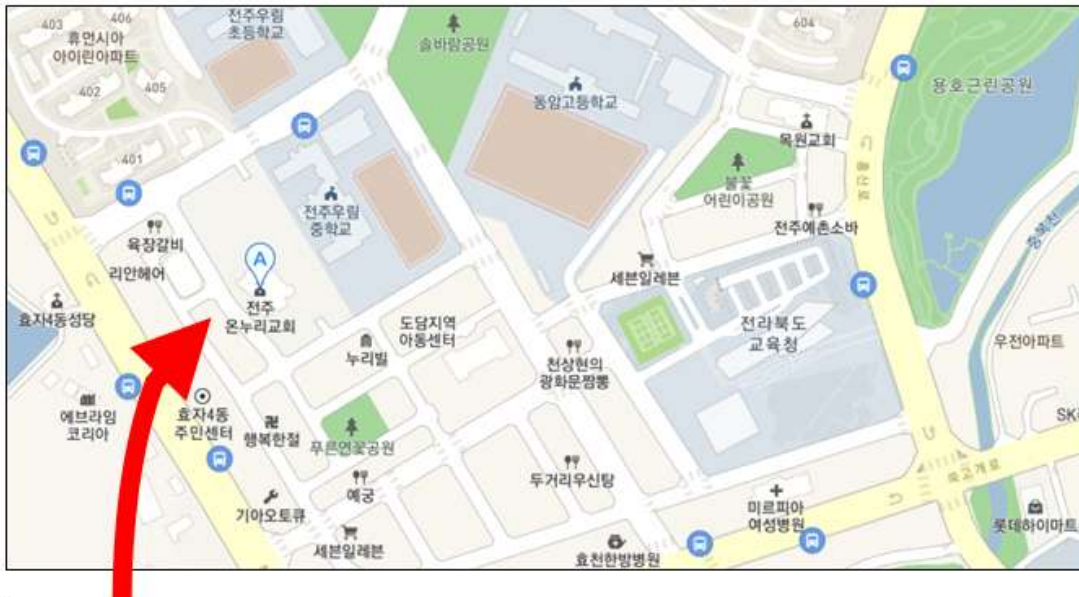 403
406
휴먼시아
아이린아파트
402
405
401
전주우림
초등학교
솔바람공원
604
용호근린공원
동암고등학교
목원교회
홍산로
불꽃
어린이공원
전주우림
중학교
육장갈비
전주예촌소바
중복천
리안헤어
A
세븐일레븐
효자4동성당
전주
온누리교회
도담지역
아동센터
전라북도
교육청
누리빌
천상현의
광화문짬뽕
우전아파트
에브라임
코리아
효자4동
주민센터
행복한절
푸른연꽃공원
SK
두거리우신탕
예궁
기아오토큐
미르피아
여성병원
세븐일레븐
효천한방병원
롯데하이마트